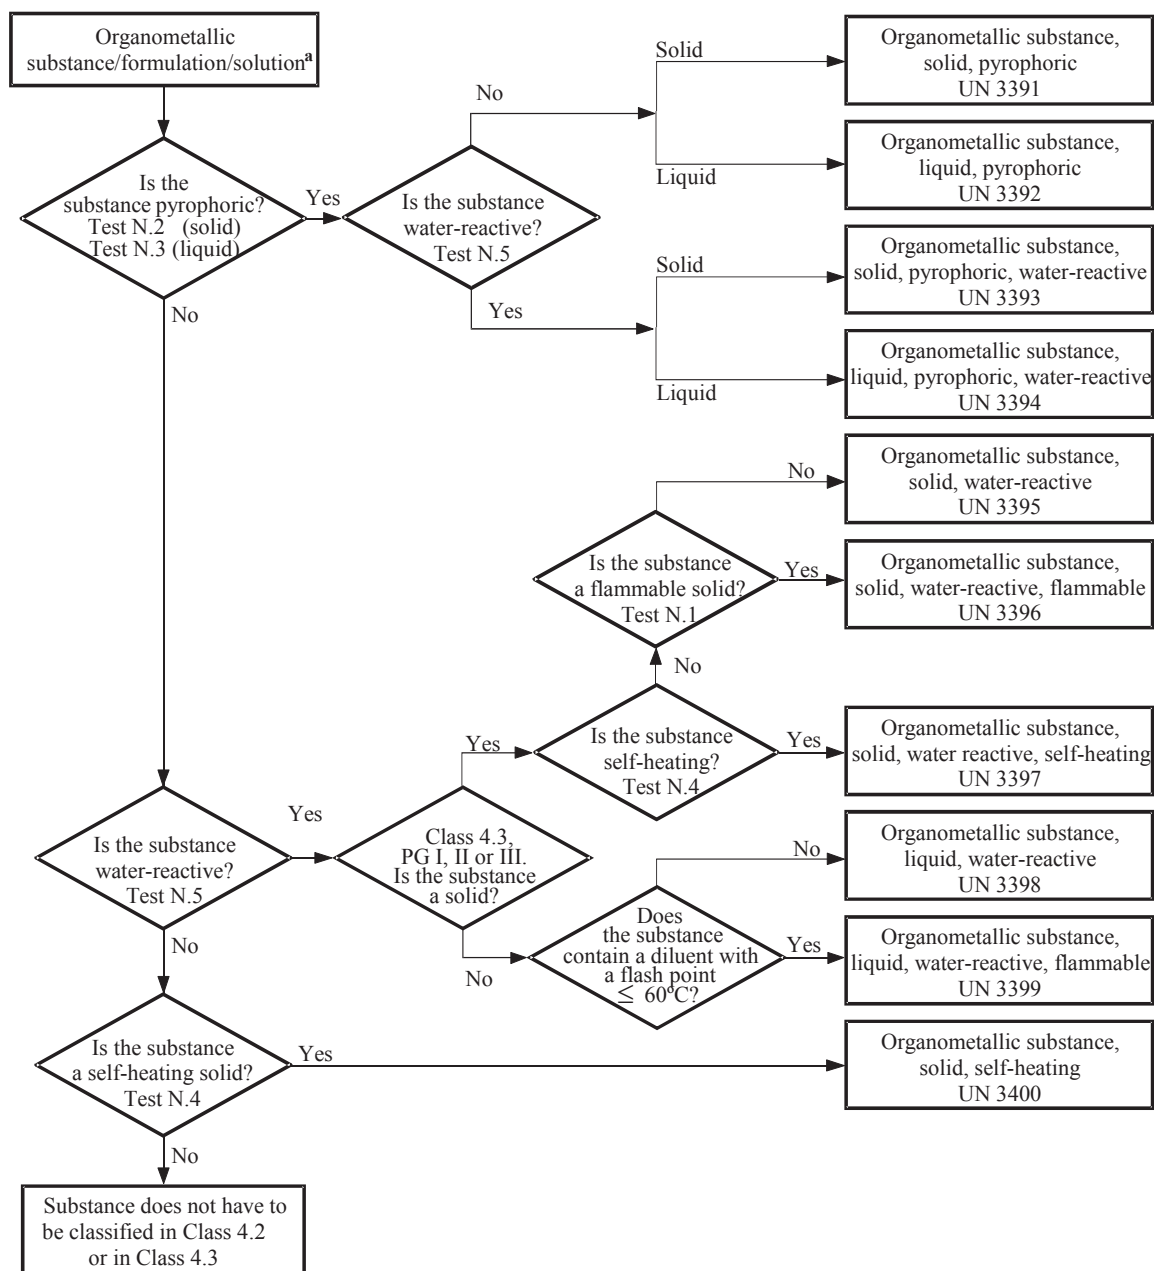 Organometallic
substance/formulation/solutionᵃ
Is the
substance pyrophoric?
Test N.2 (solid)
Test N.3 (liquid)
Yes
No
Is the substance
water-reactive?
Test N.5
No
Yes
Solid
Organometallic substance,
solid, pyrophoric
UN 3391
Liquid
Organometallic substance,
liquid, pyrophoric
UN 3392
Solid
Organometallic substance,
solid, pyrophoric, water-reactive
UN 3393
Liquid
Organometallic substance,
liquid, pyrophoric, water-reactive
UN 3394
No
Organometallic substance,
solid, water-reactive
UN 3395
Is the substance
a flammable solid?
Test N.1
Yes
Organometallic substance,
solid, water-reactive, flammable
UN 3396
No
Is the substance
self-heating?
Test N.4
Yes
Organometallic substance,
solid, water reactive, self-heating
UN 3397
Yes
Is the substance
water-reactive?
Test N.5
Yes
Class 4.3,
PG I, II or III.
Is the substance
a solid?
No
No
Organometallic substance,
liquid, water-reactive
UN 3398
Does
the substance
contain a diluent with
a flash point
≤ 60ºC?
Yes
Organometallic substance,
liquid, water-reactive, flammable
UN 3399
No
Is the substance
a self-heating solid?
Test N.4
Yes
Organometallic substance,
solid, self-heating
UN 3400
No
Substance does not have to
be classified in Class 4.2
or in Class 4.3